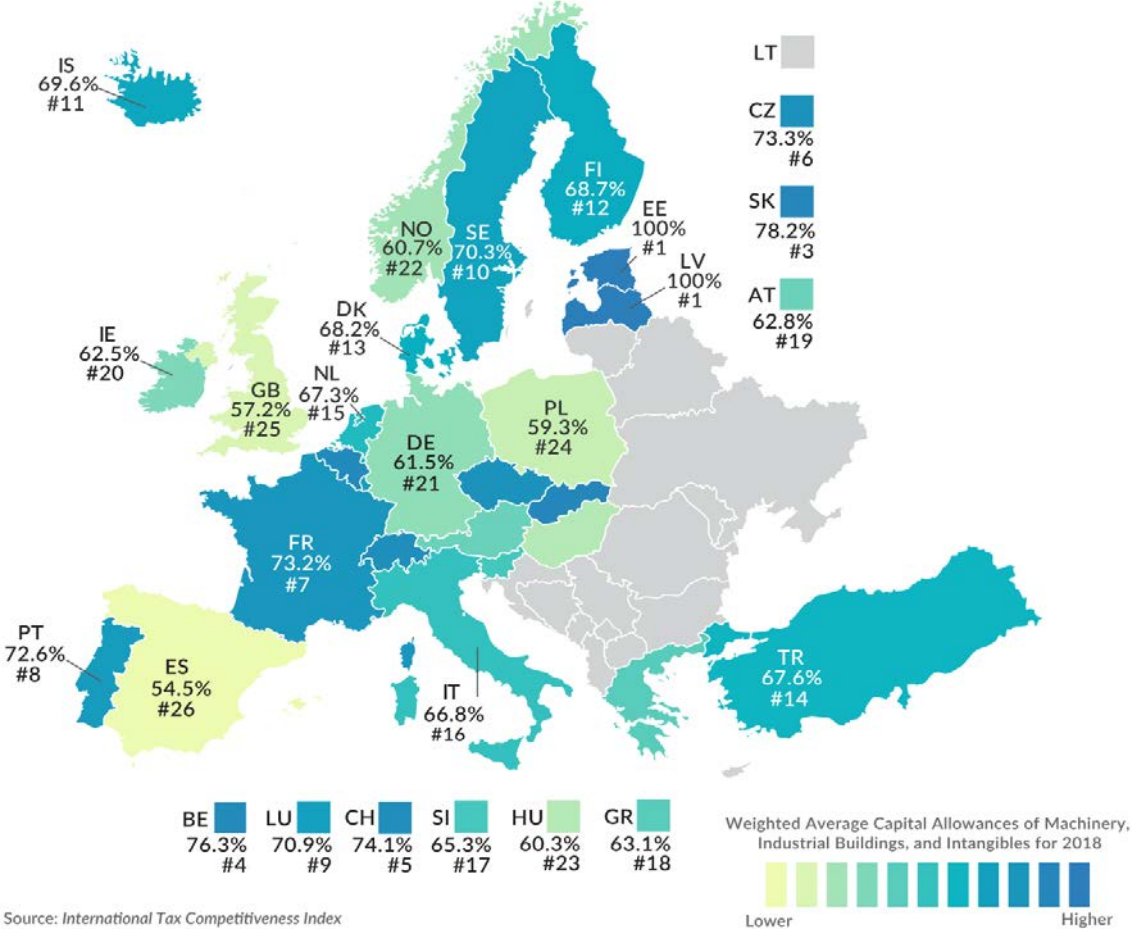 IS
69.6%
#11
FI
68.7%
#12
NO
60.7%
#22
SE
70.3%
#10
EE
100%
#1
LV
100%
#1
LT
CZ
73.3%
#6
SK
78.2%
#3
AT
62.8%
#19
DK
68.2%
#13
IE
62.5%
#20
GB
57.2%
#25
NL
67.3%
#15
DE
61.5%
#21
PL
59.3%
#24
FR
73.2%
#7
PT
72.6%
#8
ES
54.5%
#26
IT
66.8%
#16
TR
67.6%
#14
BE
76.3%
#4
LU
70.9%
#9
CH
74.1%
#5
SI
65.3%
#17
HU
60.3%
#23
GR
63.1%
#18
Weighted Average Capital Allowances of Machinery,
Industrial Buildings, and Intangibles for 2018
Lower
Higher
Source: International Tax Competitiveness Index